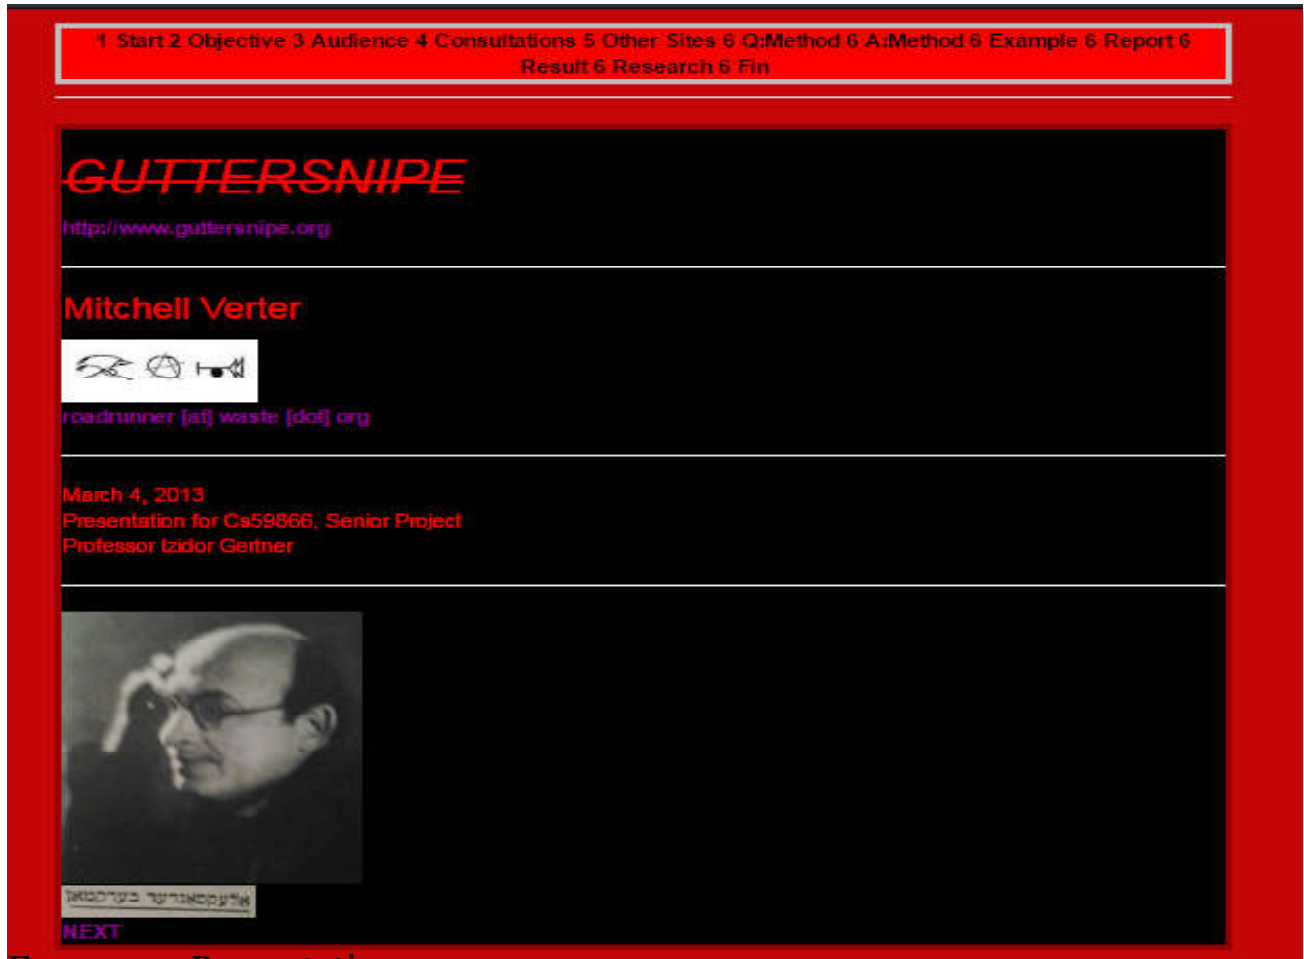 1 Start 2 Objective 3 Audience 4 Consultations 5 Other Sites 6 Q:Method 6 A:Method 6 Example 6 Report 6
Result 6 Research 6 Fin
GUTTERSNIPE
http://www.guttersnipe.org
Mitchell Verter
roadrunner [at] waste [dot] org
March 4, 2013
Presentation for Cs59866, Senior Project
Professor Izidor Gertner
אלעקסאנדער בערקמאן
NEXT